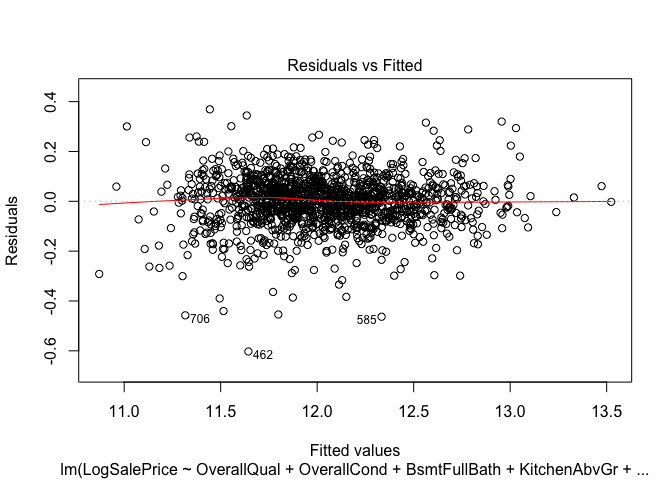 Residuals vs Fitted
0.4
0.2
0.0
-0.2
-0.4
-0.6
Residuals
706
585
462
11.0 11.5 12.0 12.5 13.0 13.5
Fitted values
lm(LogSalePrice ~ OverallQual + OverallCond + BsmtFullBath + KitchenAbvGr + ...